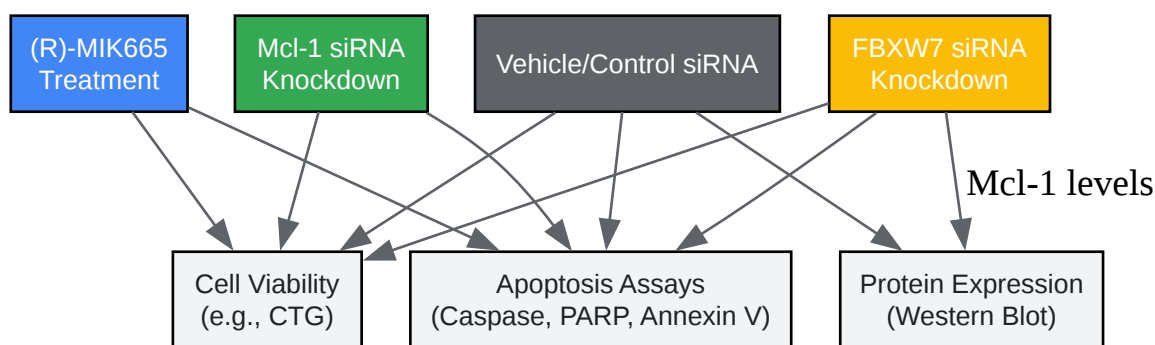 (R)-MIK665
Treatment
Mcl-1 siRNA
Knockdown
Vehicle/Control siRNA
FBXW7 siRNA
Knockdown
Mcl-1 levels
Cell Viability
(e.g., CTG)
Apoptosis Assays
(Caspase, PARP, Annexin V)
Protein Expression
(Western Blot)